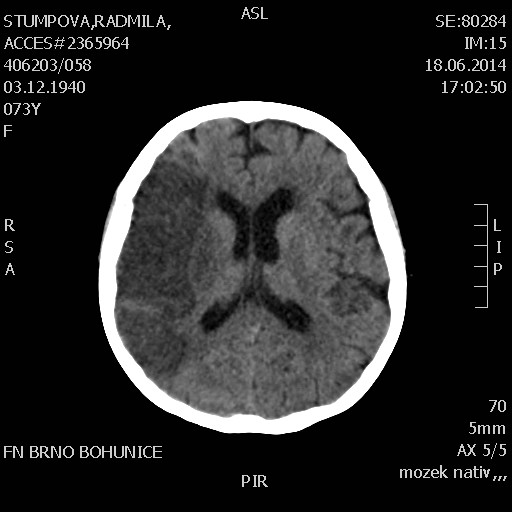 STUMPOVA,RADMILA,
ACCES#2365964
406203/058
03.12.1940
073Y
F
ASL
SE:80284
IM:15
18.06.2014
17:02:50
R
S
A
L
I
P
70
5mm
AX 5/5
mozek nativ,,,
FN BRNO BOHUNICE
PIR